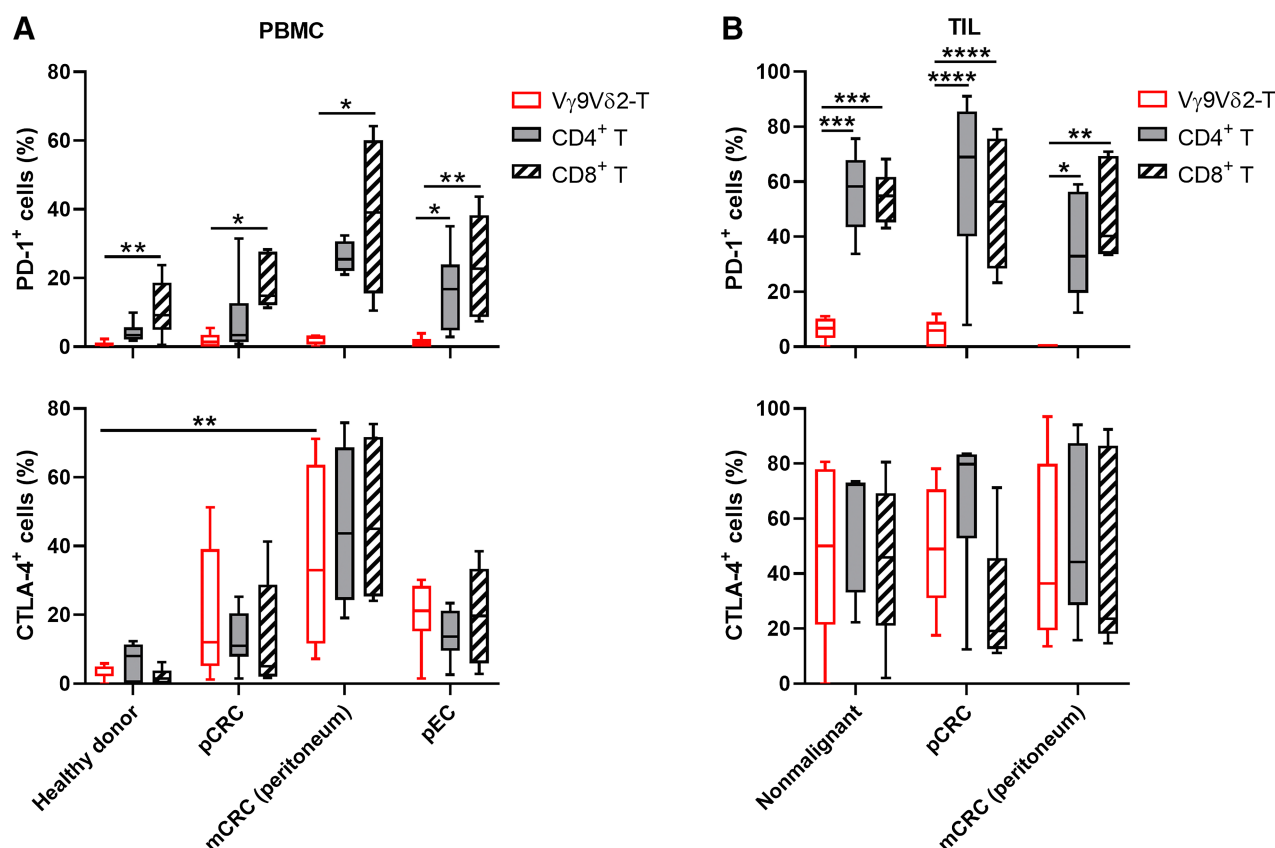 A
PBMC
PD-1⁺ cells (%)
80
60
40
20
0
**
*
*
*
**
Vγ9Vδ2-T
CD4⁺ T
CD8⁺ T
CTLA-4⁺ cells (%)
80
60
40
20
0
**
Healthy donor
pCRC
mCRC (peritoneum)
pEC
B
TIL
PD-1⁺ cells (%)
100
80
60
40
20
0
***
***
****
****
**
*
Vγ9Vδ2-T
CD4⁺ T
CD8⁺ T
CTLA-4⁺ cells (%)
100
80
60
40
20
0
Nonmalignant
pCRC
mCRC (peritoneum)